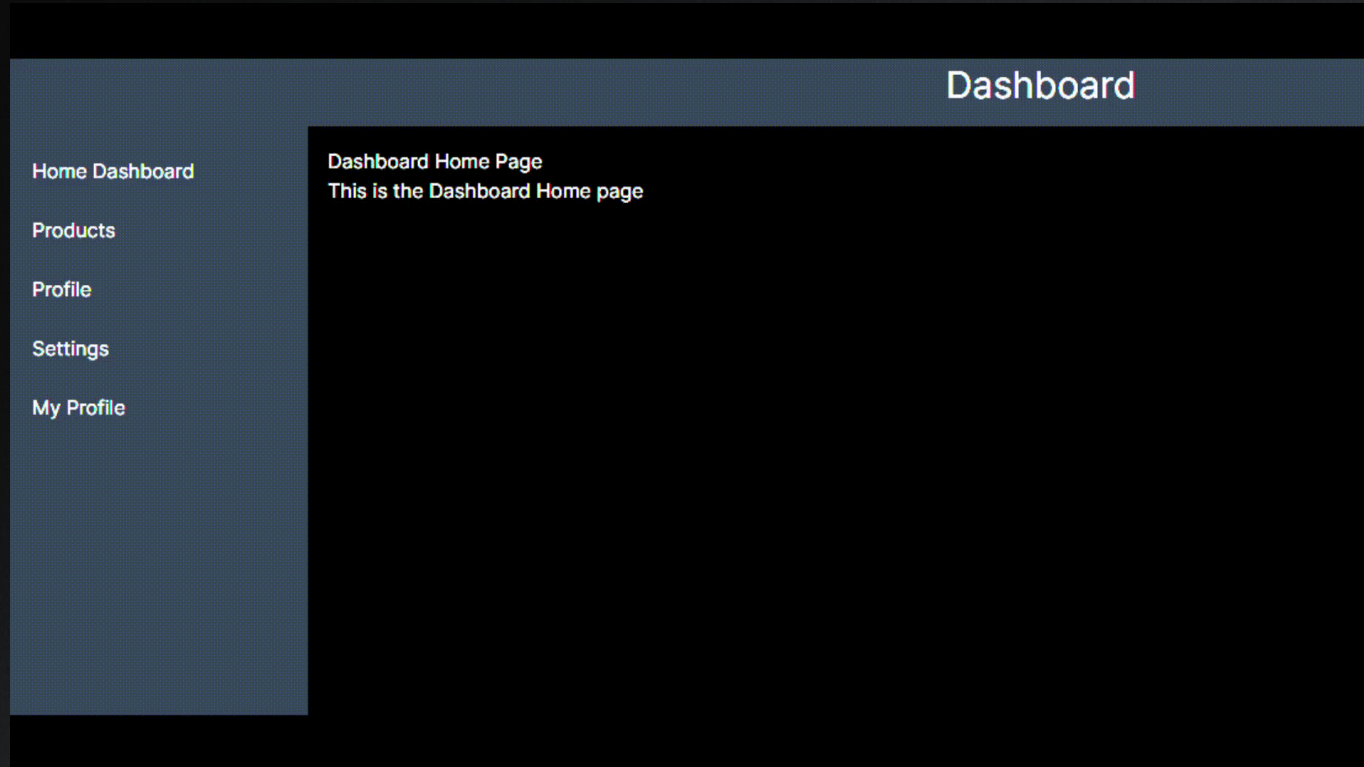 Dashboard
Home Dashboard
Products
Profile
Settings
My Profile
Dashboard Home Page
This is the Dashboard Home page